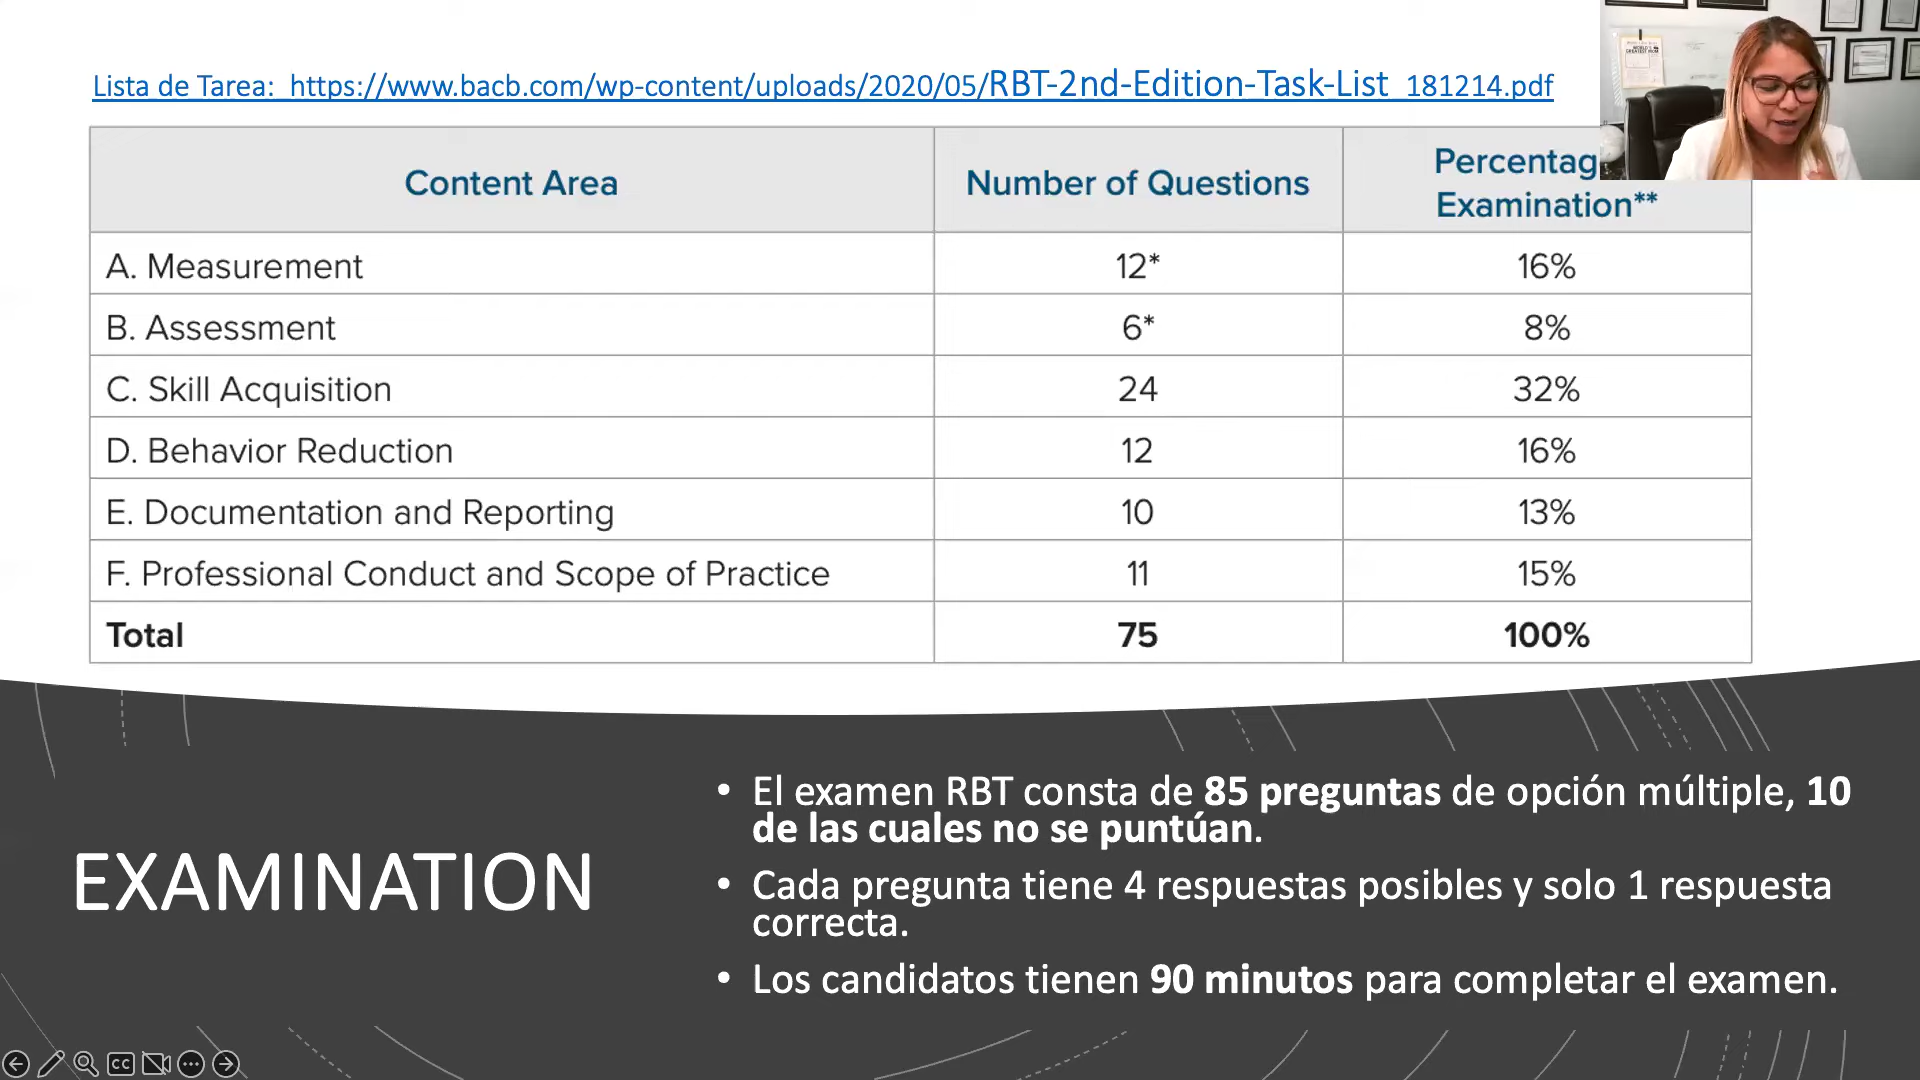 Lista de Tarea: https://www.bacb.com/wp-content/uploads/2020/05/RBT-2nd-Edition-Task-List_181214.pdf
Content Area Number of Questions Percentag
Examination**
A. Measurement 12* 16%
B. Assessment 6* 8%
C. Skill Acquisition 24 32%
D. Behavior Reduction 12 16%
E. Documentation and Reporting 10 13%
F. Professional Conduct and Scope of Practice 11 15%
Total 75 100%
EXAMINATION
• El examen RBT consta de 85 preguntas de opción múltiple, 10
de las cuales no se puntúan.
• Cada pregunta tiene 4 respuestas posibles y solo 1 respuesta
correcta.
• Los candidatos tienen 90 minutos para completar el examen.
CC